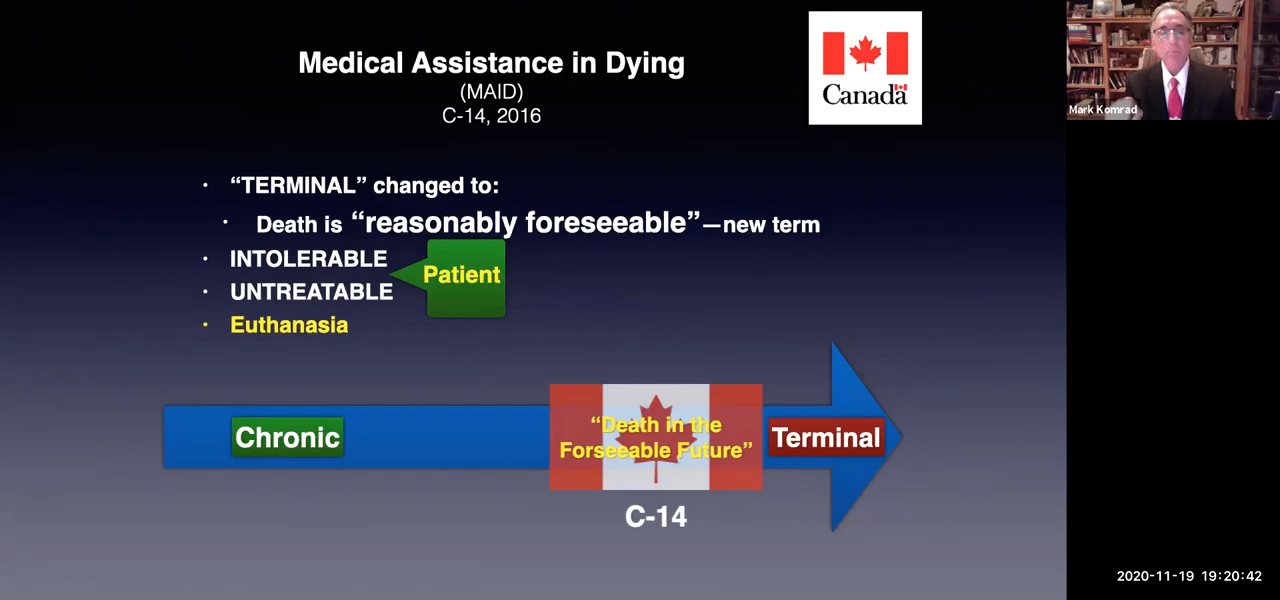 Medical Assistance in Dying
(MAID)
C-14, 2016
Canada
Mark Komrad
· “TERMINAL” changed to:
· Death is “reasonably foreseeable”—new term
· INTOLERABLE
Patient
· UNTREATABLE
· Euthanasia
Chronic
“Death in the
Forseeable Future”
Terminal
C-14
2020-11-19 19:20:42